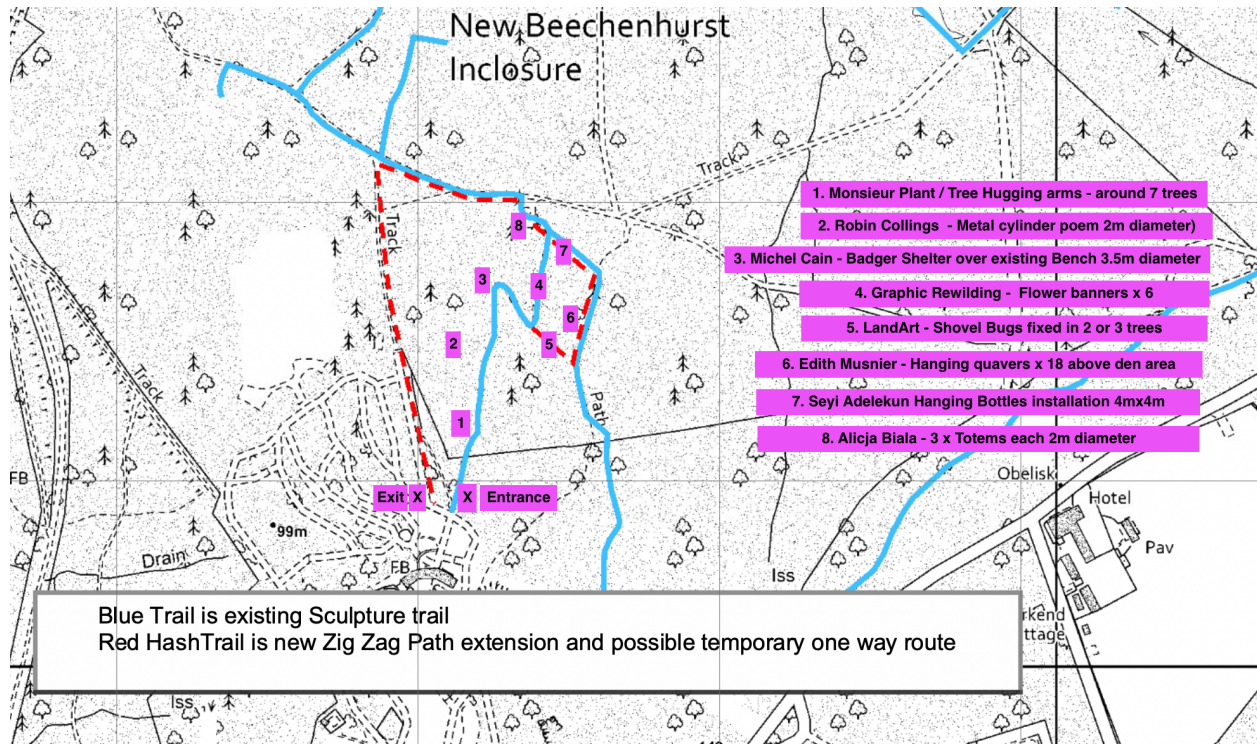 New Beechenhurst
Inclosure
Track
Track
8
7
3
4
6
2
5
Track
Path
1
1. Monsieur Plant / Tree Hugging arms - around 7 trees
2. Robin Collings - Metal cylinder poem 2m diameter)
3. Michel Cain - Badger Shelter over existing Bench 3.5m diameter
4. Graphic Rewilding - Flower banners x 6
5. LandArt - Shovel Bugs fixed in 2 or 3 trees
6. Edith Musnier - Hanging quavers x 18 above den area
7. Seyi Adelekun Hanging Bottles installation 4mx4m
8. Alicja Biala - 3 x Totems each 2m diameter
FB
Exit X
X Entrance
Obelisk
Hotel
99m
Pav
Drain
FB
Iss
Blue Trail is existing Sculpture trail
Red HashTrail is new Zig Zag Path extension and possible temporary one way route
rkend
ttage
Iss